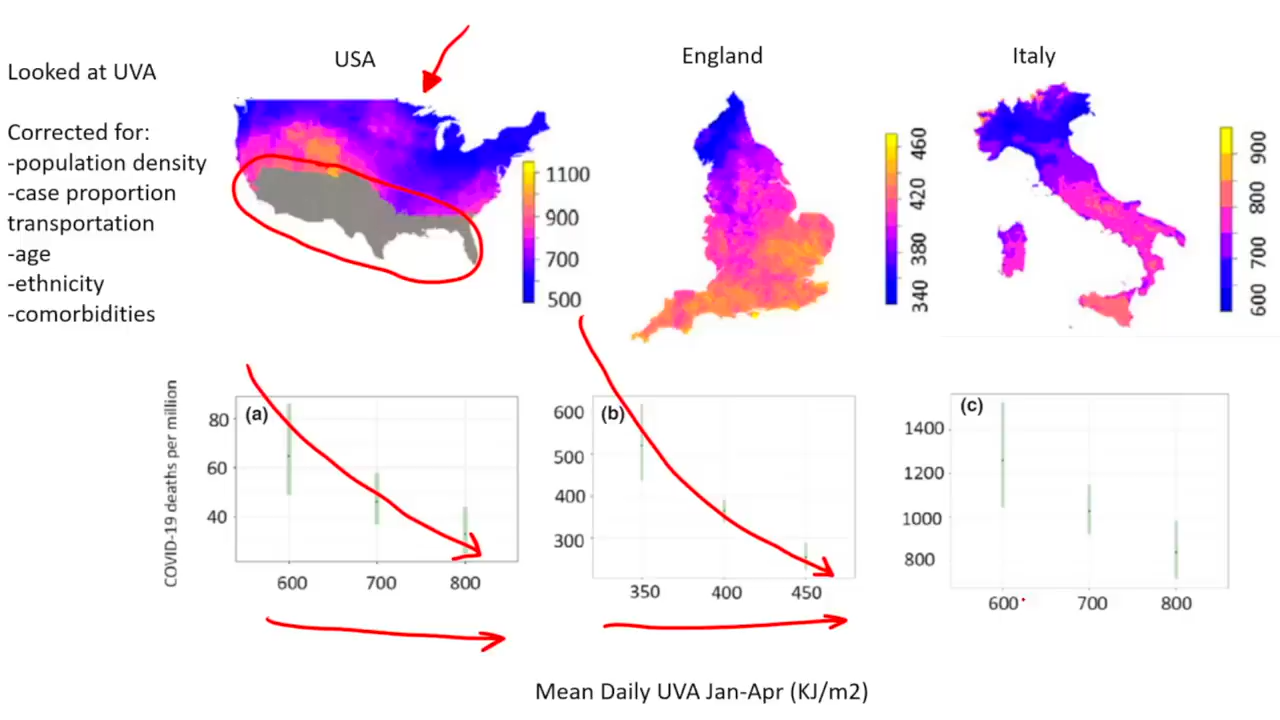 Looked at UVA
Corrected for:
-population density
-case proportion
transportation
-age
-ethnicity
-comorbidities
USA
1100
900
700
500
England
460
420
380
340
Italy
900
800
700
600
COVID-19 deaths per million
(a)
80
60
40
600 700 800
(b)
600
500
400
300
350 400 450
(c)
1400
1200
1000
800
600 700 800
Mean Daily UVA Jan-Apr (KJ/m2)